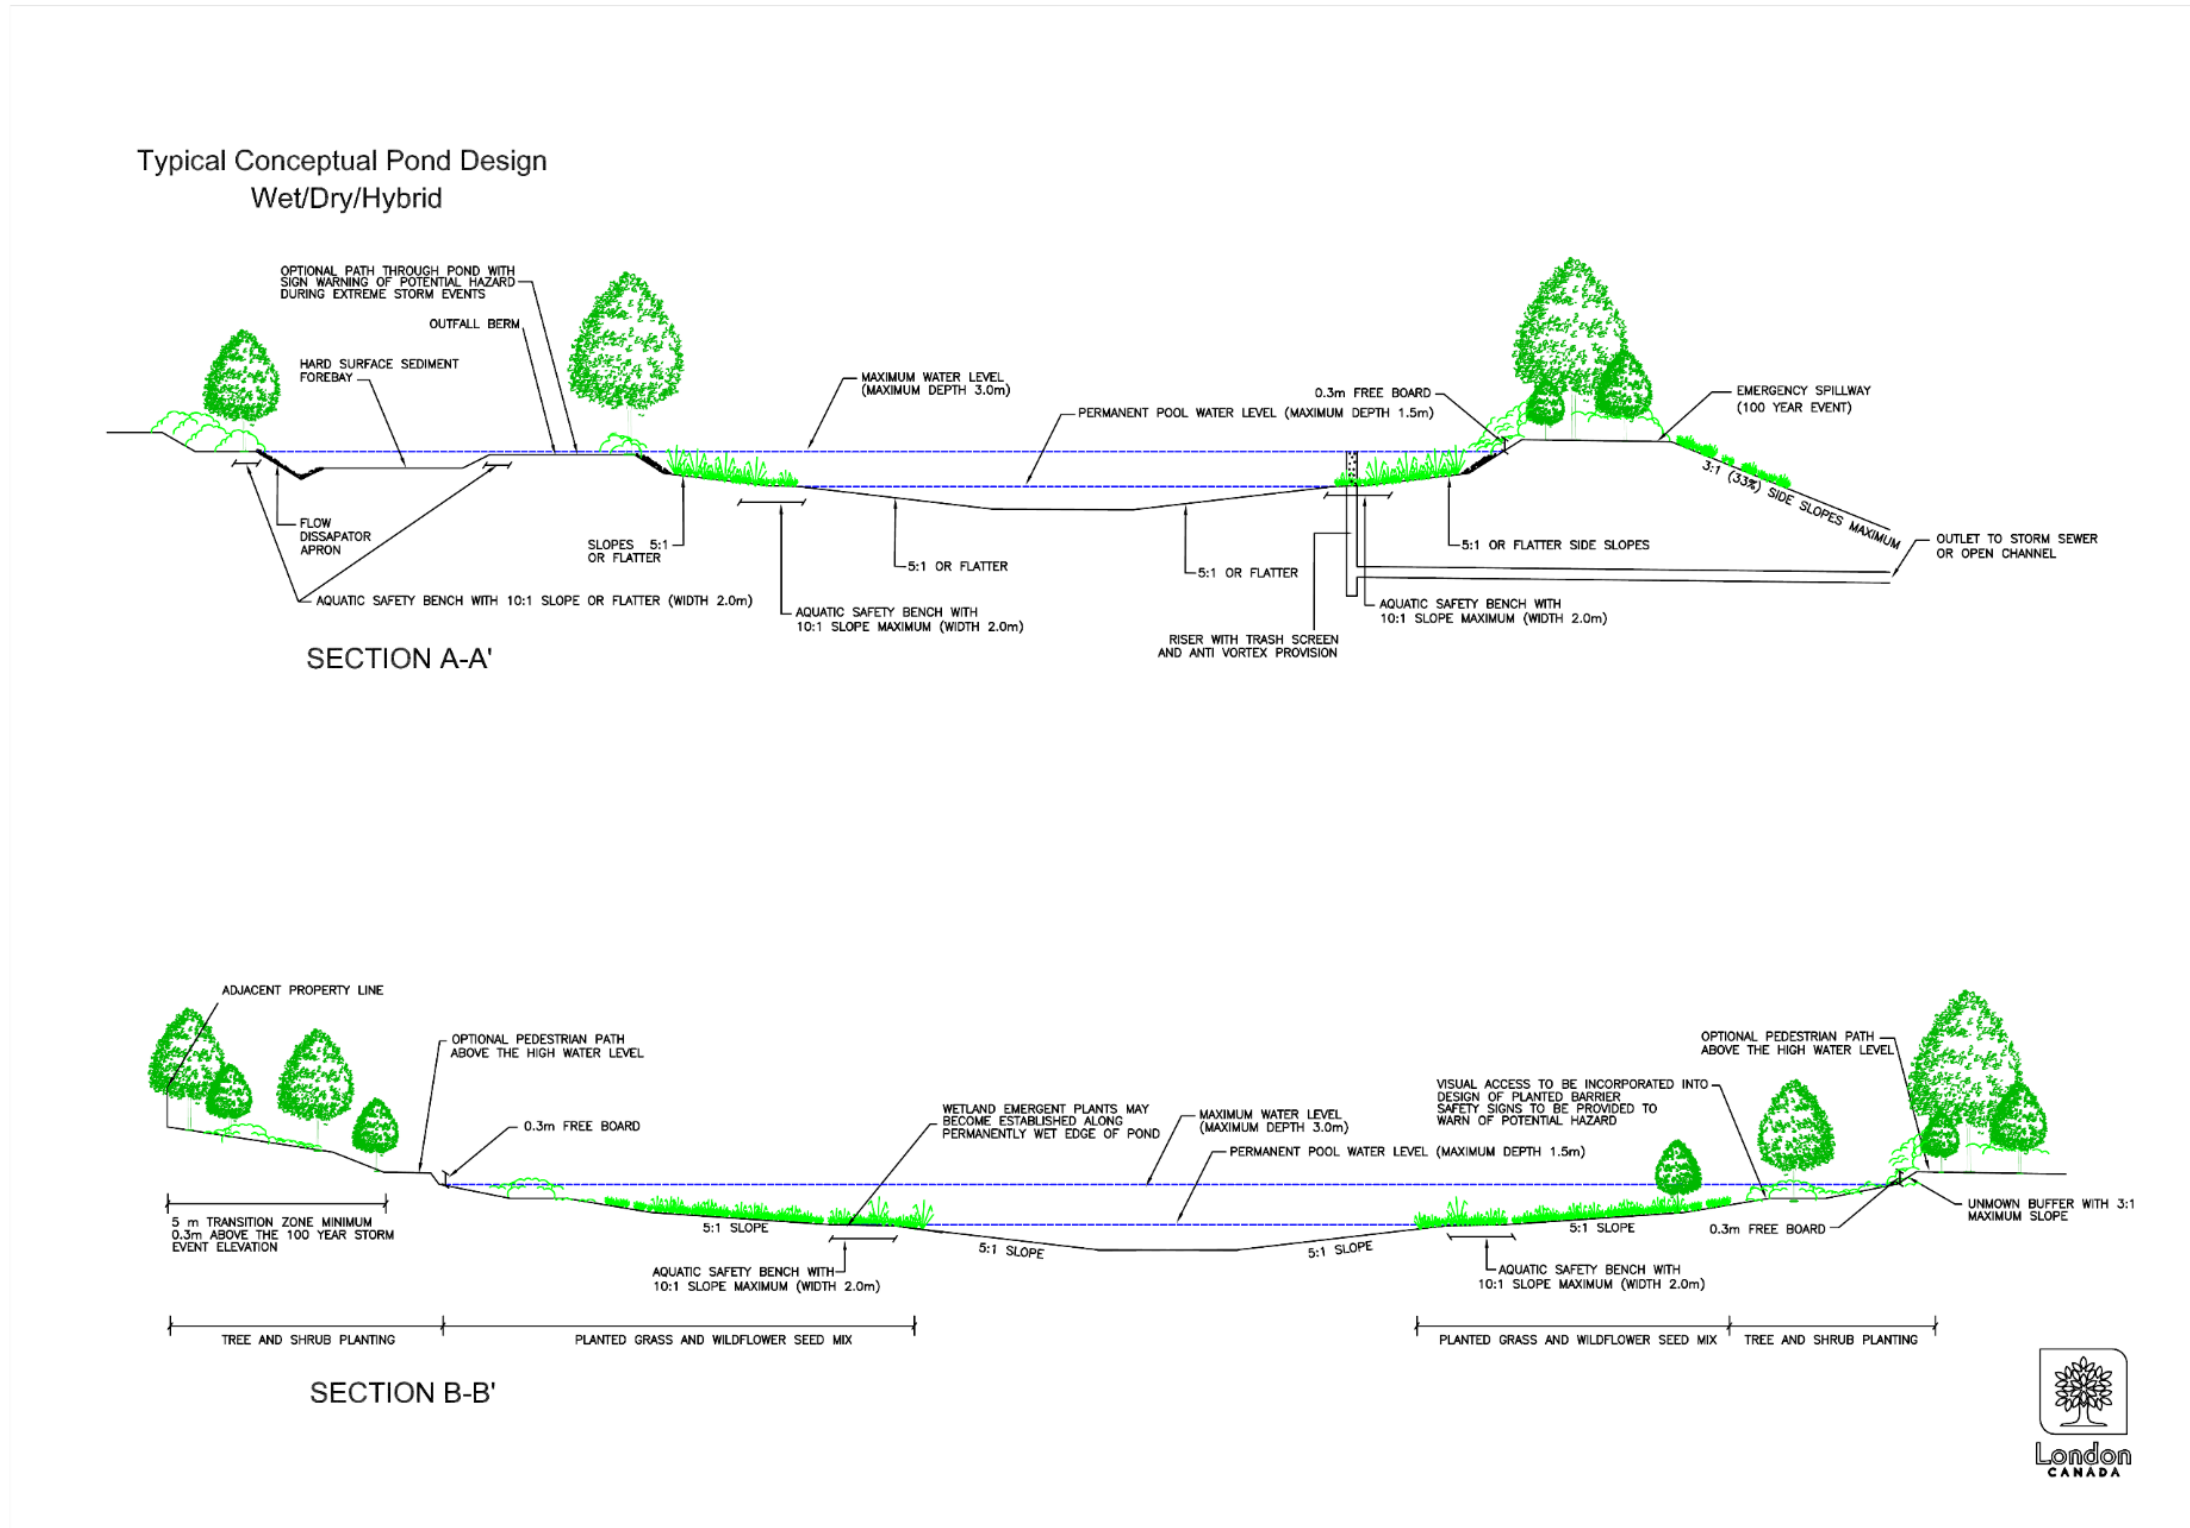 Typical Conceptual Pond Design
Wet/Dry/Hybrid
OPTIONAL PATH THROUGH POND WITH
SIGN WARNING OF POTENTIAL HAZARD
DURING EXTREME STORM EVENTS
OUTFALL BERM
HARD SURFACE SEDIMENT
FOREBAY
MAXIMUM WATER LEVEL
(MAXIMUM DEPTH 3.0m)
PERMANENT POOL WATER LEVEL (MAXIMUM DEPTH 1.5m)
0.3m FREE BOARD
EMERGENCY SPILLWAY
(100 YEAR EVENT)
3:1 (33%) SIDE SLOPES MAXIMUM
FLOW
DISSAPATOR
APRON
SLOPES 5:1
OR FLATTER
5:1 OR FLATTER
5:1 OR FLATTER
5:1 OR FLATTER SIDE SLOPES
OUTLET TO STORM SEWER
OR OPEN CHANNEL
AQUATIC SAFETY BENCH WITH 10:1 SLOPE OR FLATTER (WIDTH 2.0m)
AQUATIC SAFETY BENCH WITH
10:1 SLOPE MAXIMUM (WIDTH 2.0m)
AQUATIC SAFETY BENCH WITH
10:1 SLOPE MAXIMUM (WIDTH 2.0m)
RISER WITH TRASH SCREEN
AND ANTI VORTEX PROVISION
SECTION A-A'
ADJACENT PROPERTY LINE
OPTIONAL PEDESTRIAN PATH
ABOVE THE HIGH WATER LEVEL
0.3m FREE BOARD
WETLAND EMERGENT PLANTS MAY
BECOME ESTABLISHED ALONG
PERMANENTLY WET EDGE OF POND
MAXIMUM WATER LEVEL
(MAXIMUM DEPTH 3.0m)
PERMANENT POOL WATER LEVEL (MAXIMUM DEPTH 1.5m)
VISUAL ACCESS TO BE INCORPORATED INTO
DESIGN OF PLANTED BARRIER
SAFETY SIGNS TO BE PROVIDED TO
WARN OF POTENTIAL HAZARD
OPTIONAL PEDESTRIAN PATH
ABOVE THE HIGH WATER LEVEL
5 m TRANSITION ZONE MINIMUM
0.3m ABOVE THE 100 YEAR STORM
EVENT ELEVATION
5:1 SLOPE
5:1 SLOPE
5:1 SLOPE
5:1 SLOPE
0.3m FREE BOARD
UNMOWN BUFFER WITH 3:1
MAXIMUM SLOPE
AQUATIC SAFETY BENCH WITH
10:1 SLOPE MAXIMUM (WIDTH 2.0m)
AQUATIC SAFETY BENCH WITH
10:1 SLOPE MAXIMUM (WIDTH 2.0m)
TREE AND SHRUB PLANTING
PLANTED GRASS AND WILDFLOWER SEED MIX
PLANTED GRASS AND WILDFLOWER SEED MIX
TREE AND SHRUB PLANTING
SECTION B-B'
London
CANADA